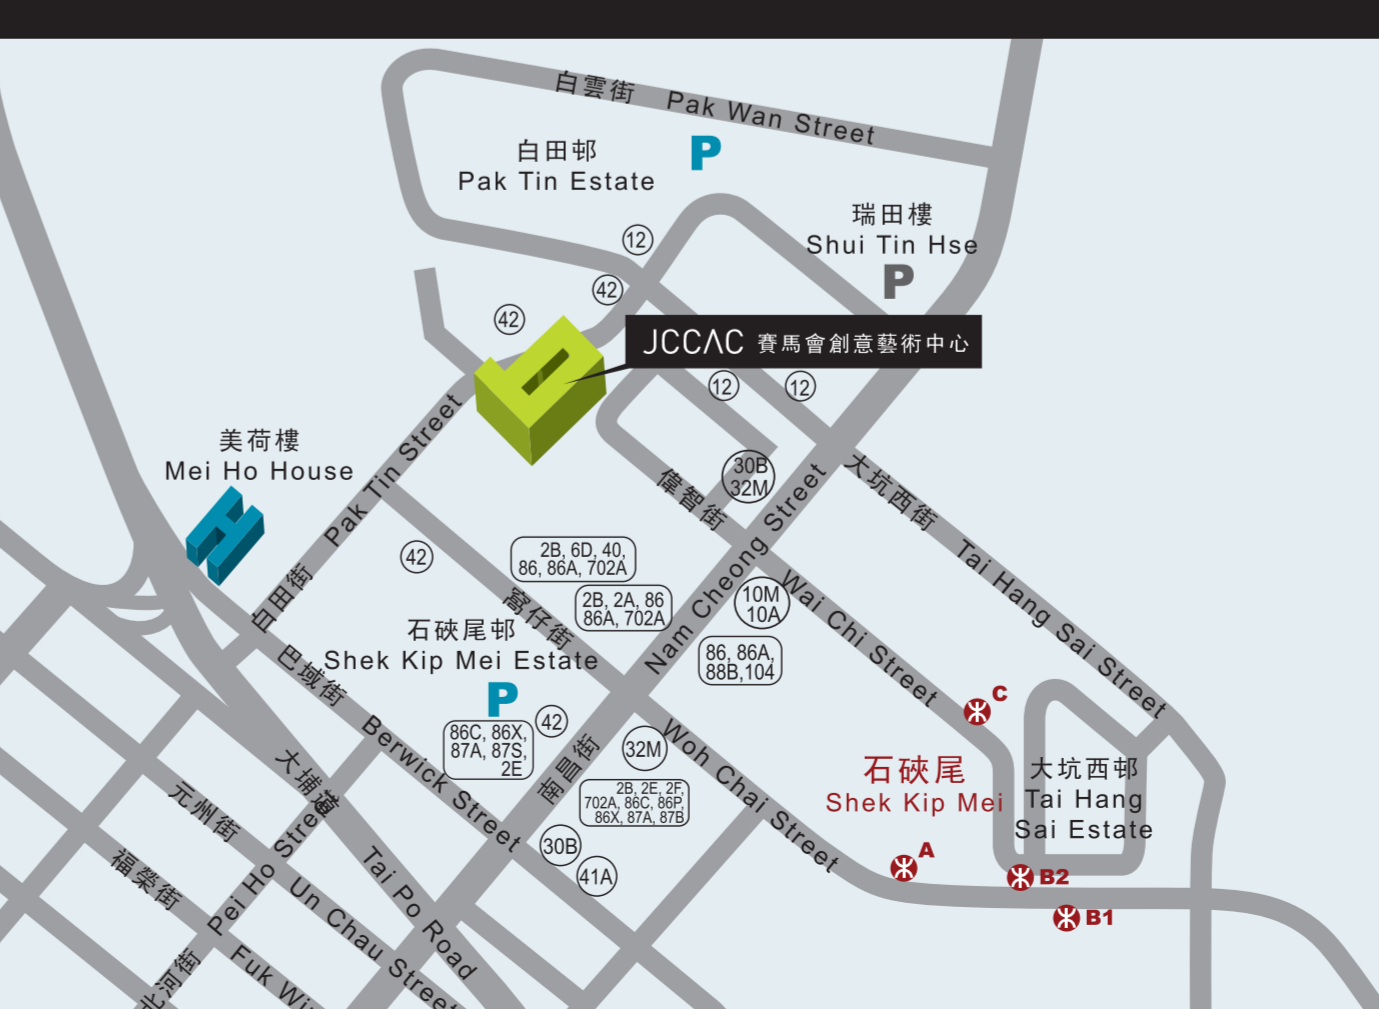 白雲街 Pak Wan Street
白田邨
Pak Tin Estate
P
瑞田樓
Shui Tin Hse
P
12
42
42
JCCAC 賽馬會創意藝術中心
12
12
美荷樓
Mei Ho House
白田街 Pak Tin Street
30B
32M
偉智街 Wai Chi Street
大坑西街 Tai Hang Sai Street
42
2B, 6D, 40,
86, 86A, 702A
2B, 2A, 86
86A, 702A
10M
10A
窩仔街 Woh Chai Street
南昌街 Nam Cheong Street
86, 86A,
88B,104
石硤尾邨
Shek Kip Mei Estate
P
巴域街 Berwick Street
86C, 86X,
87A, 87S,
2E
42
32M
2B, 2E, 2F,
702A, 86C, 86P,
86X, 87A, 87B
30B
41A
C
石硤尾
Shek Kip Mei
大坑西邨
Tai Hang
Sai Estate
A
B2
B1
大埔道 Tai Po Road
元州街 Un Chau Street
福榮街 Fuk Wi
北河街 Pei Ho Street